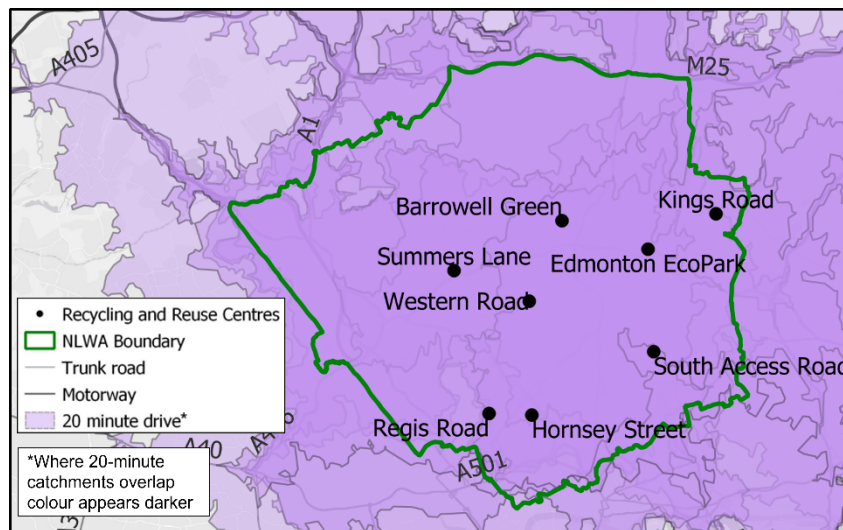 A405
M25
A1
Barrowell Green
Kings Road
Summers Lane
Edmonton EcoPark
Western Road
Recycling and Reuse Centres
NLWA Boundary
Trunk road
Motorway
20 minute drive*
South Access Road
Regis Road
Hornsey Street
A40
A501
*Where 20-minute
catchments overlap
colour appears darker